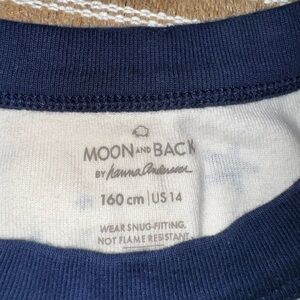 MOON AND BACK
BY hanna andersson
160 cm | US 14
WEAR SNUG-FITTING,
NOT FLAME RESISTANT